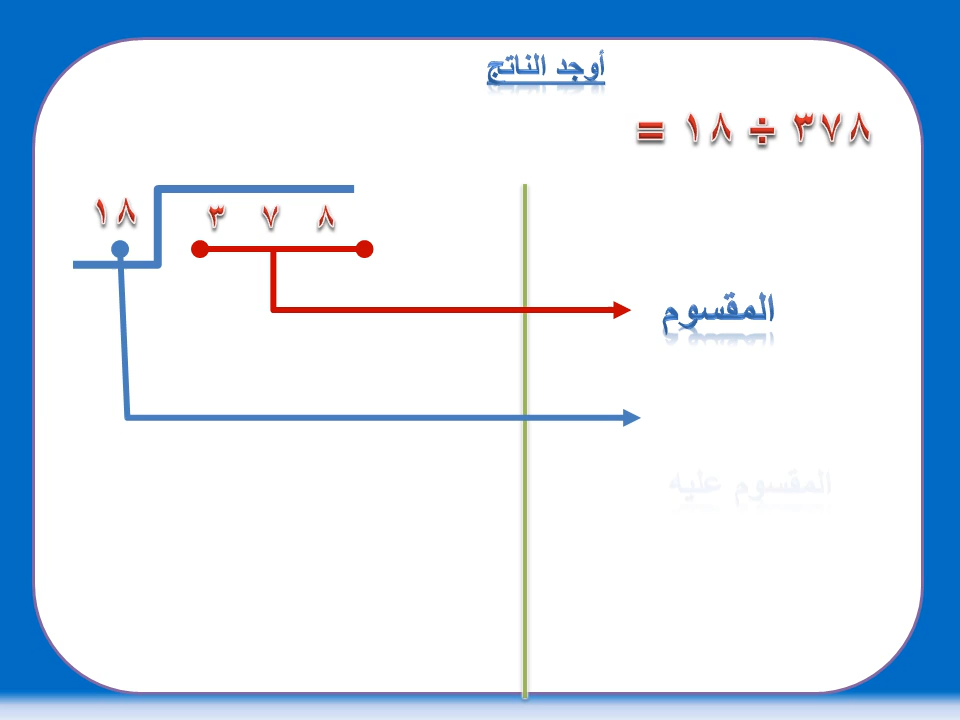 أوجد الناتج
٣٧٨ ÷ ١٨ =
١٨ ٣ ٧ ٨
المقسوم
المقسوم عليه